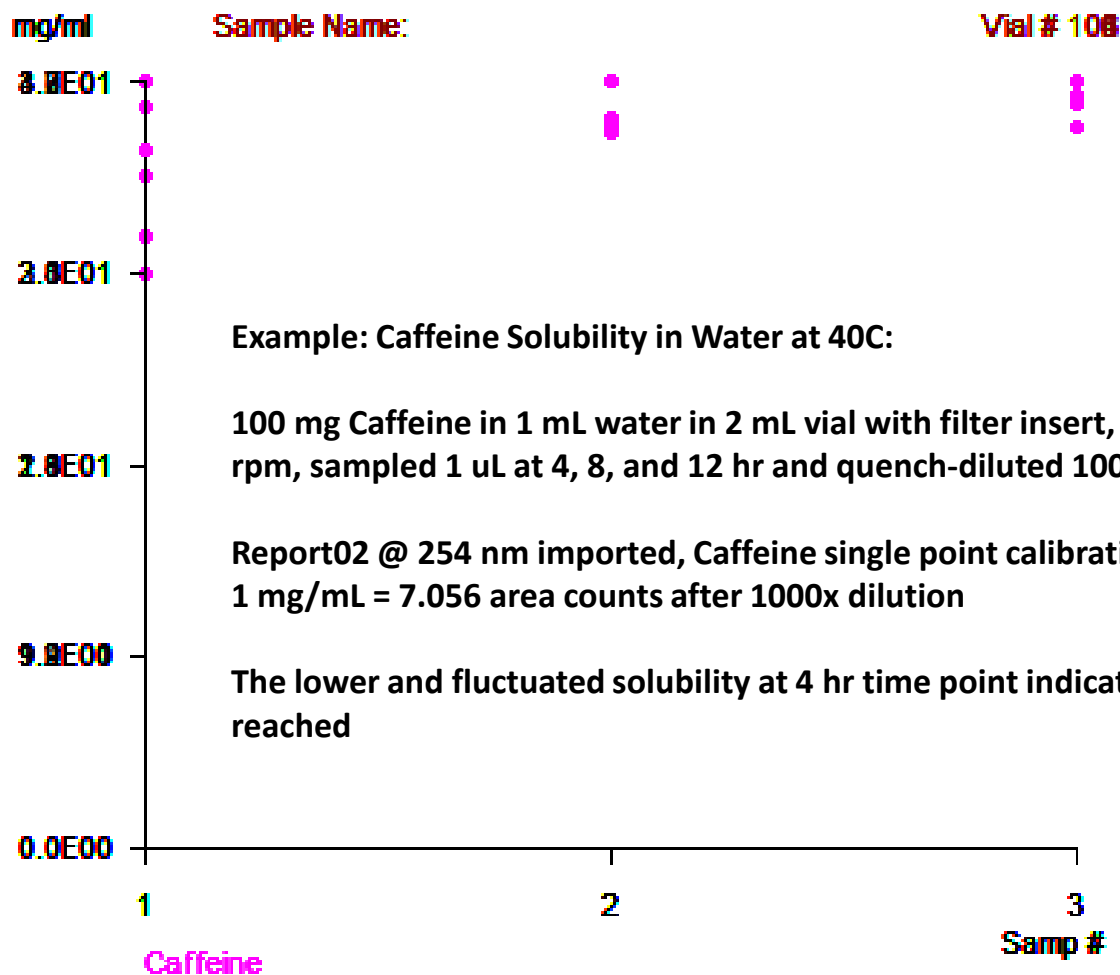 mg/ml Sample Name: Vial #
Example: Caffeine Solubility in Water at 40C:
100 mg Caffeine in 1 mL water in 2 mL vial with filter insert,
rpm, sampled 1 uL at 4, 8, and 12 hr and quench-diluted 100
Report02 @ 254 nm imported, Caffeine single point calibrati
1 mg/mL = 7.056 area counts after 1000x dilution
The lower and fluctuated solubility at 4 hr time point indicat
reached
0.0E00
1 2 3
Samp #
Caffeine